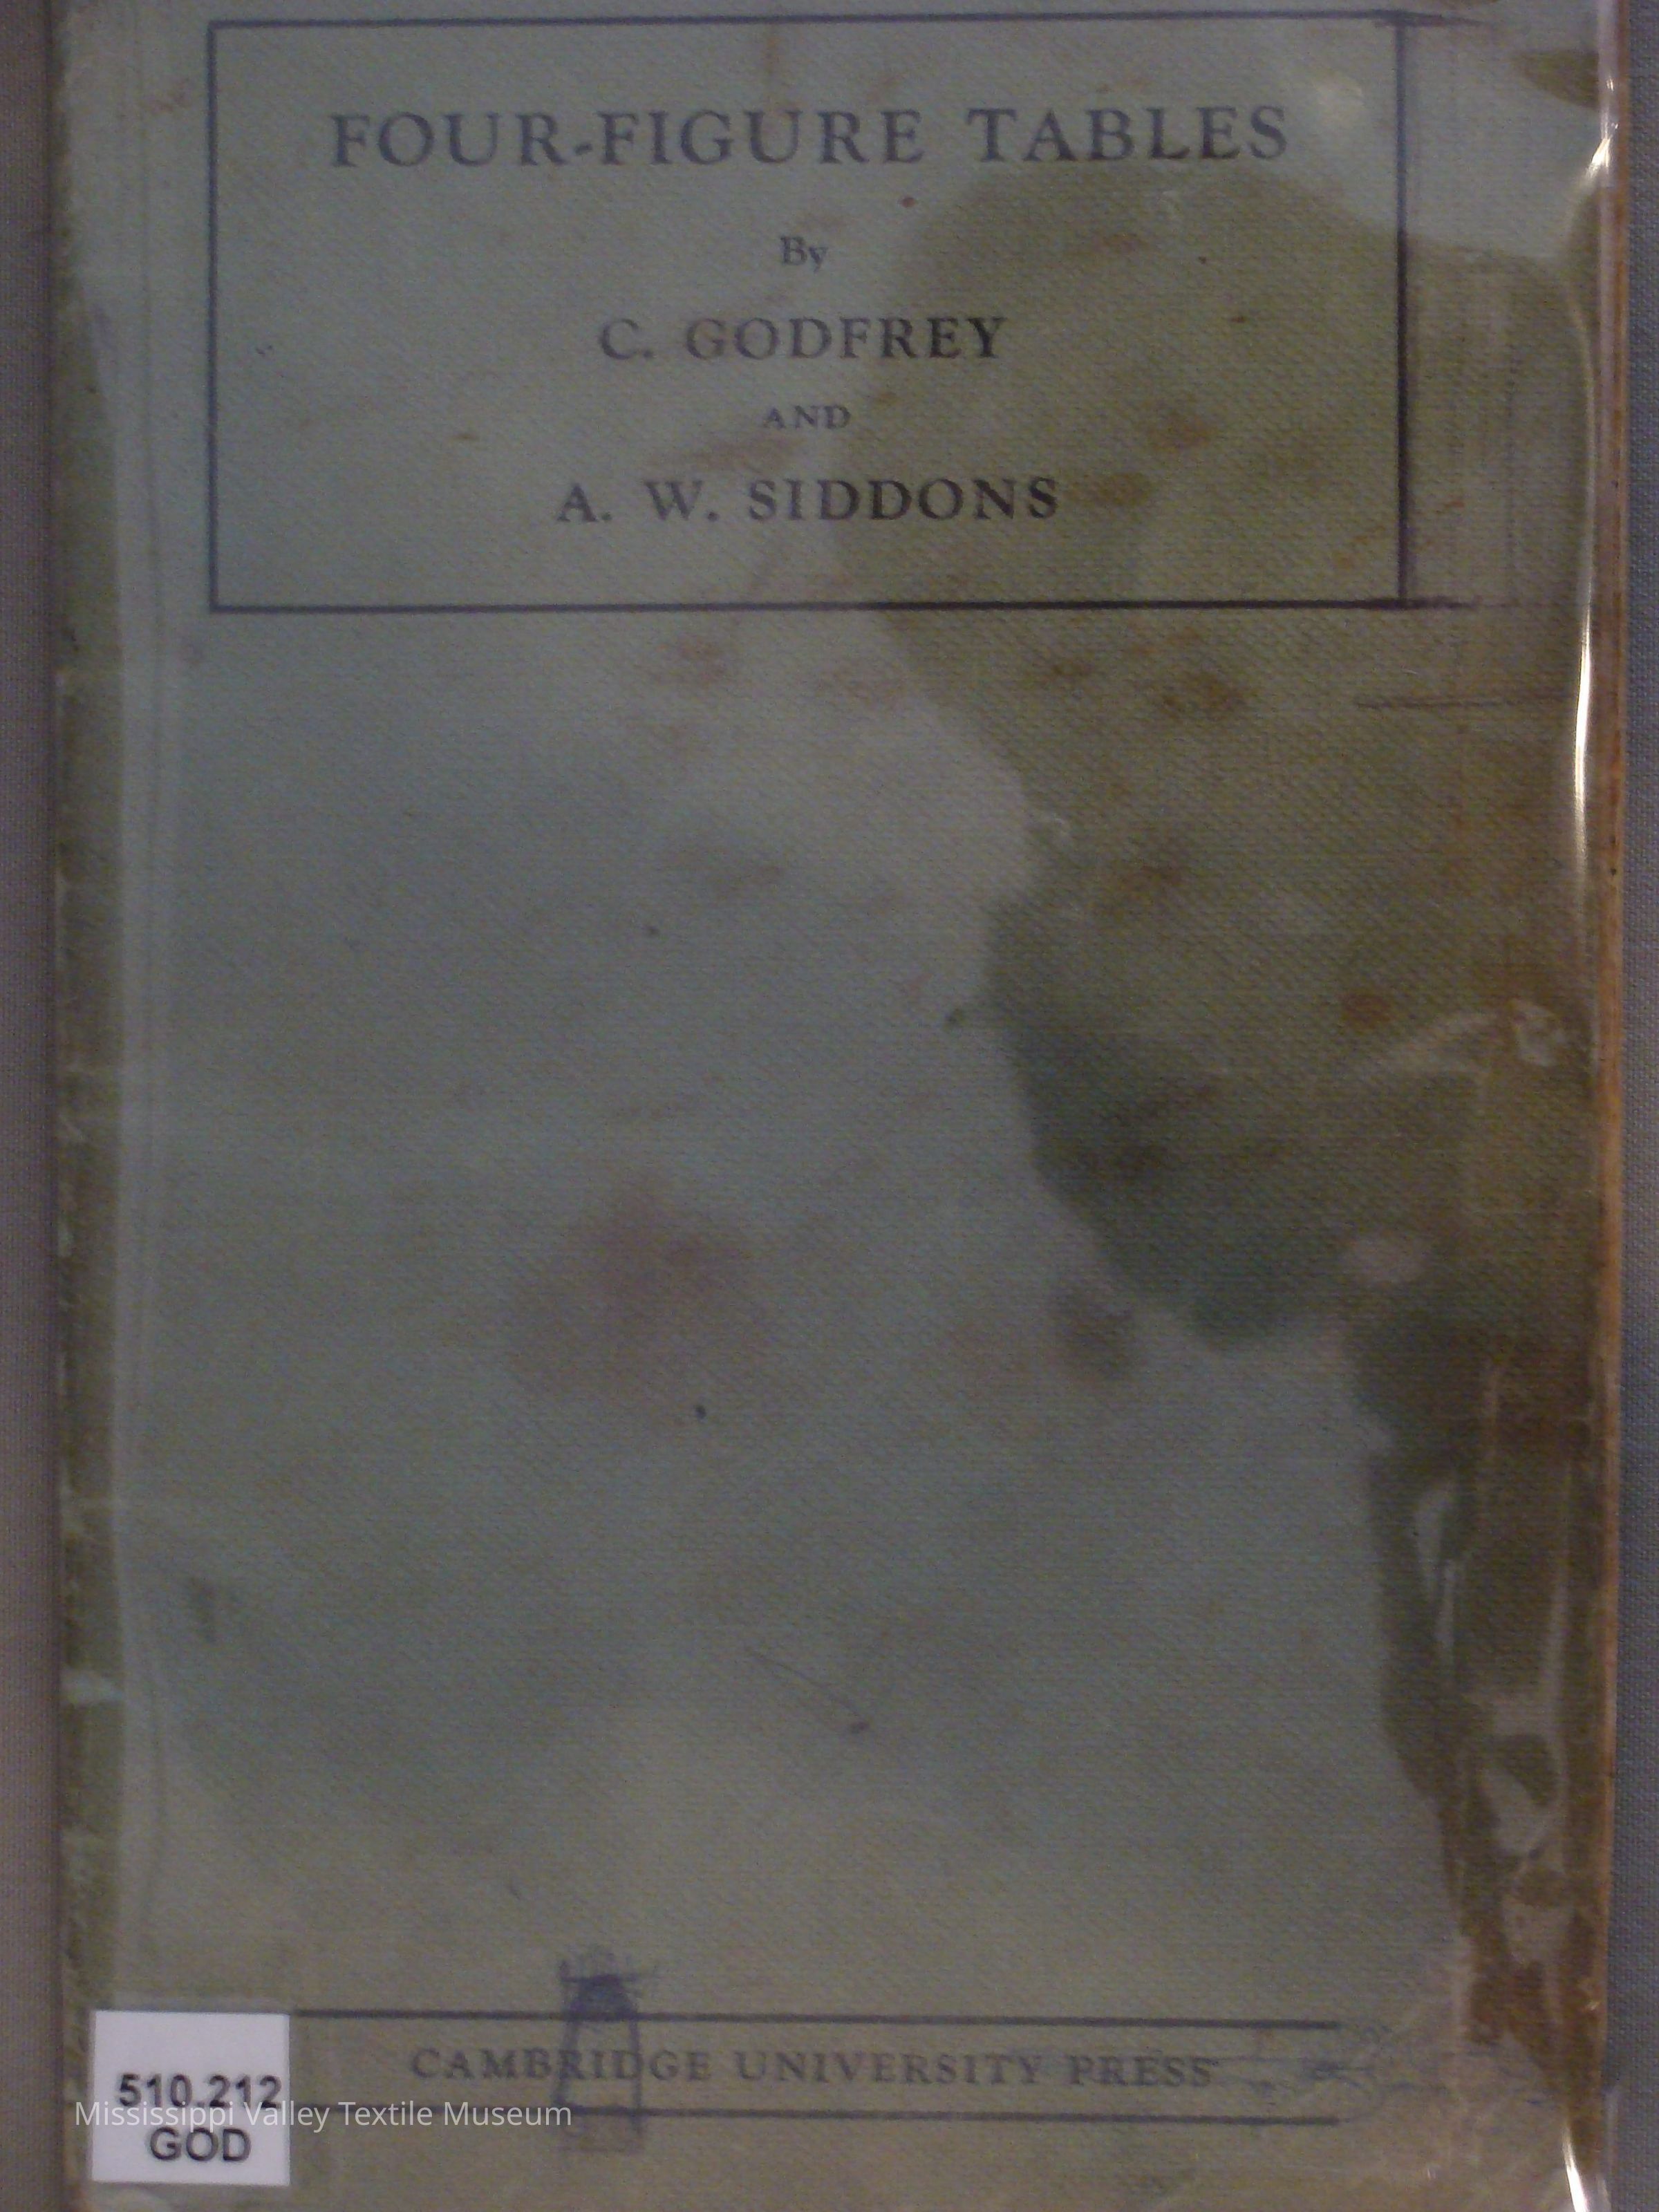 FOUR-FIGURE TABLES
By
C. GODFREY
AND
A. W. SIDDONS
CAMBRIDGE UNIVERSITY PRESS
510.212
GOD
Mississippi Valley Textile Museum